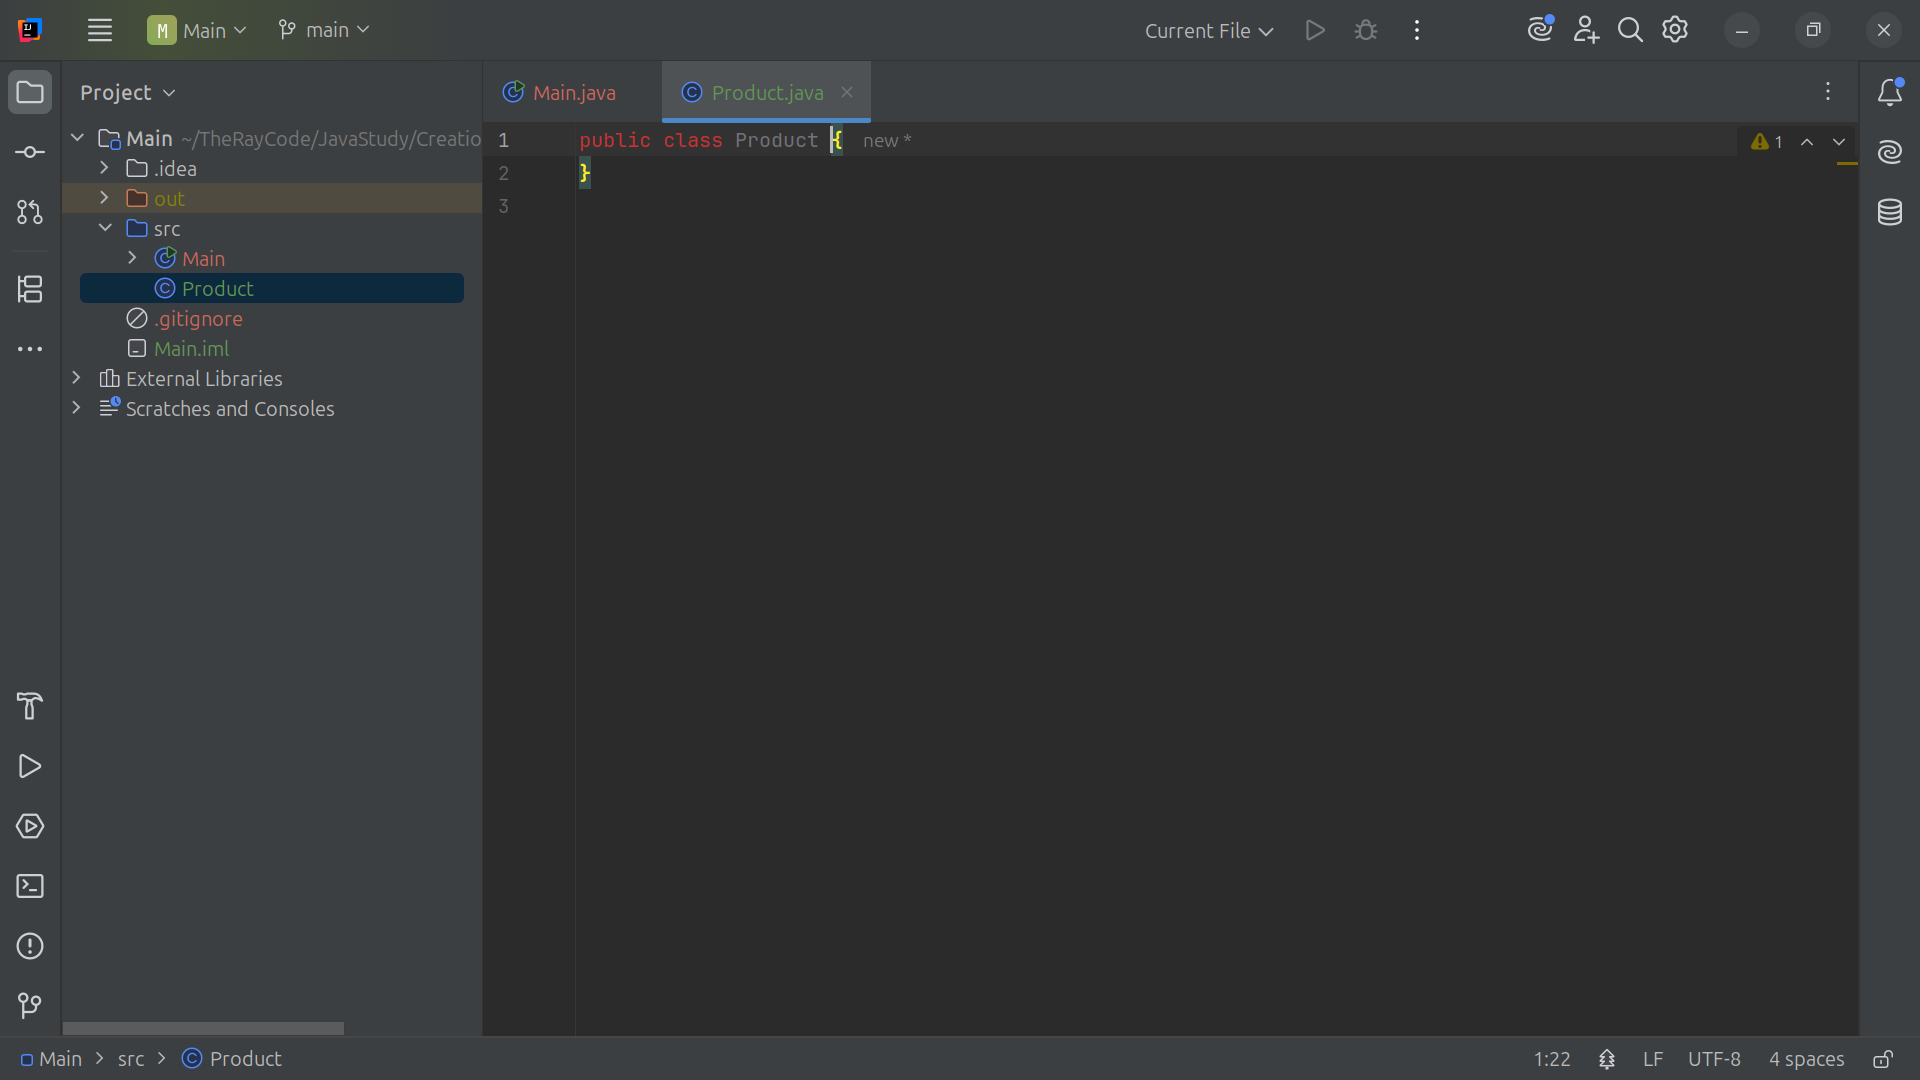 M Main
main
Current File
Project
Main ~/TheRayCode/JavaStudy/Creatio
.idea
out
src
Main
Product
.gitignore
Main.iml
External Libraries
Scratches and Consoles
Main.java
Product.java
1 public class Product { new *
2 }
3
1
Main > src > Product
1:22
LF
UTF-8
4 spaces